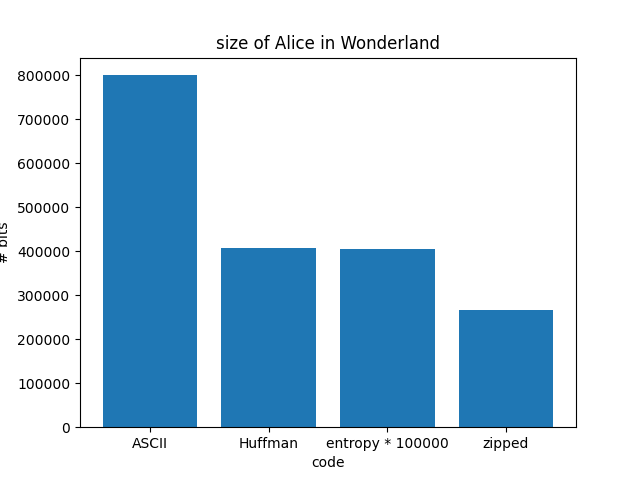 size of Alice in Wonderland
800000
700000
600000
500000
400000
300000
200000
100000
0
# bits
ASCII Huffman entropy * 100000 zipped
code